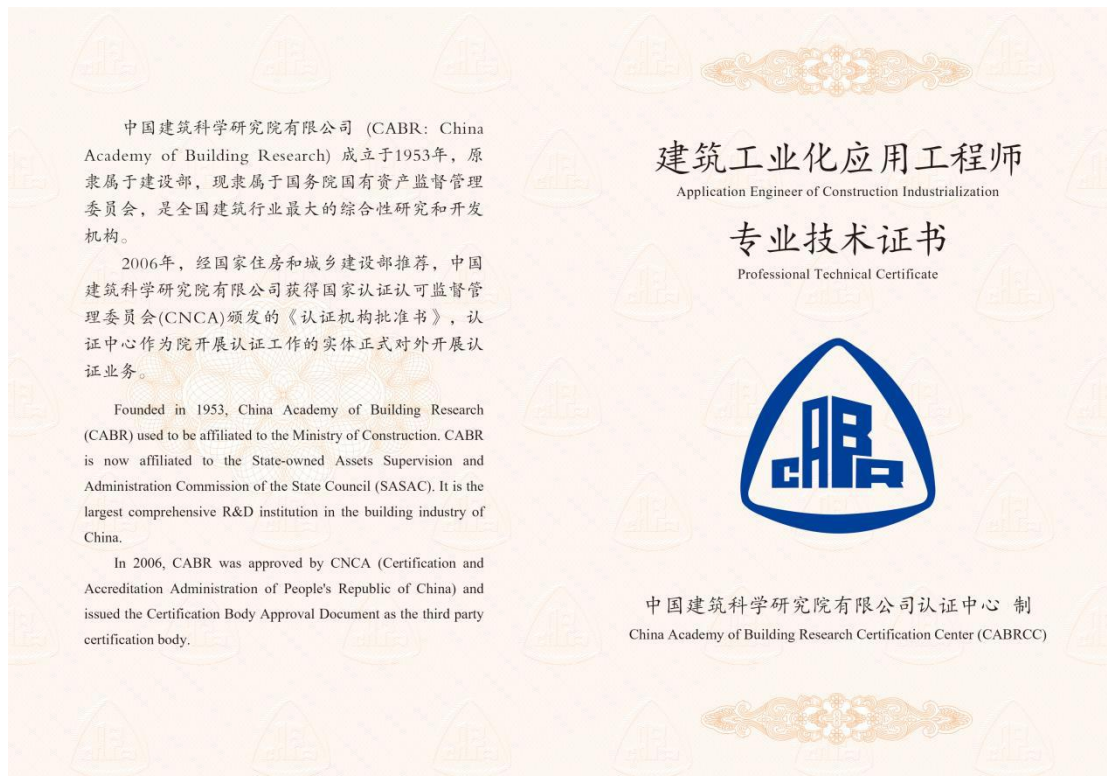 中国建筑科学研究院有限公司 (CABR: China
Academy of Building Research) 成立于1953年，原
隶属于建设部，现隶属于国务院国有资产监督管理
委员会，是全国建筑行业最大的综合性研究和开发
机构。
2006年，经国家住房和城乡建设部推荐，中国
建筑科学研究院有限公司获得国家认证认可监督管
理委员会(CNCA)颁发的《认证机构批准书》，认
证中心作为院开展认证工作的实体正式对外开展认
证业务。
Founded in 1953, China Academy of Building Research
(CABR) used to be affiliated to the Ministry of Construction. CABR
is now affiliated to the State-owned Assets Supervision and
Administration Commission of the State Council (SASAC). It is the
largest comprehensive R&D institution in the building industry of
China.
In 2006, CABR was approved by CNCA (Certification and
Accreditation Administration of People's Republic of China) and
issued the Certification Body Approval Document as the third party
certification body.
建筑工业化应用工程师
Application Engineer of Construction Industrialization
专业技术证书
Professional Technical Certificate
CABR
中国建筑科学研究院有限公司认证中心 制
China Academy of Building Research Certification Center (CABRCC)